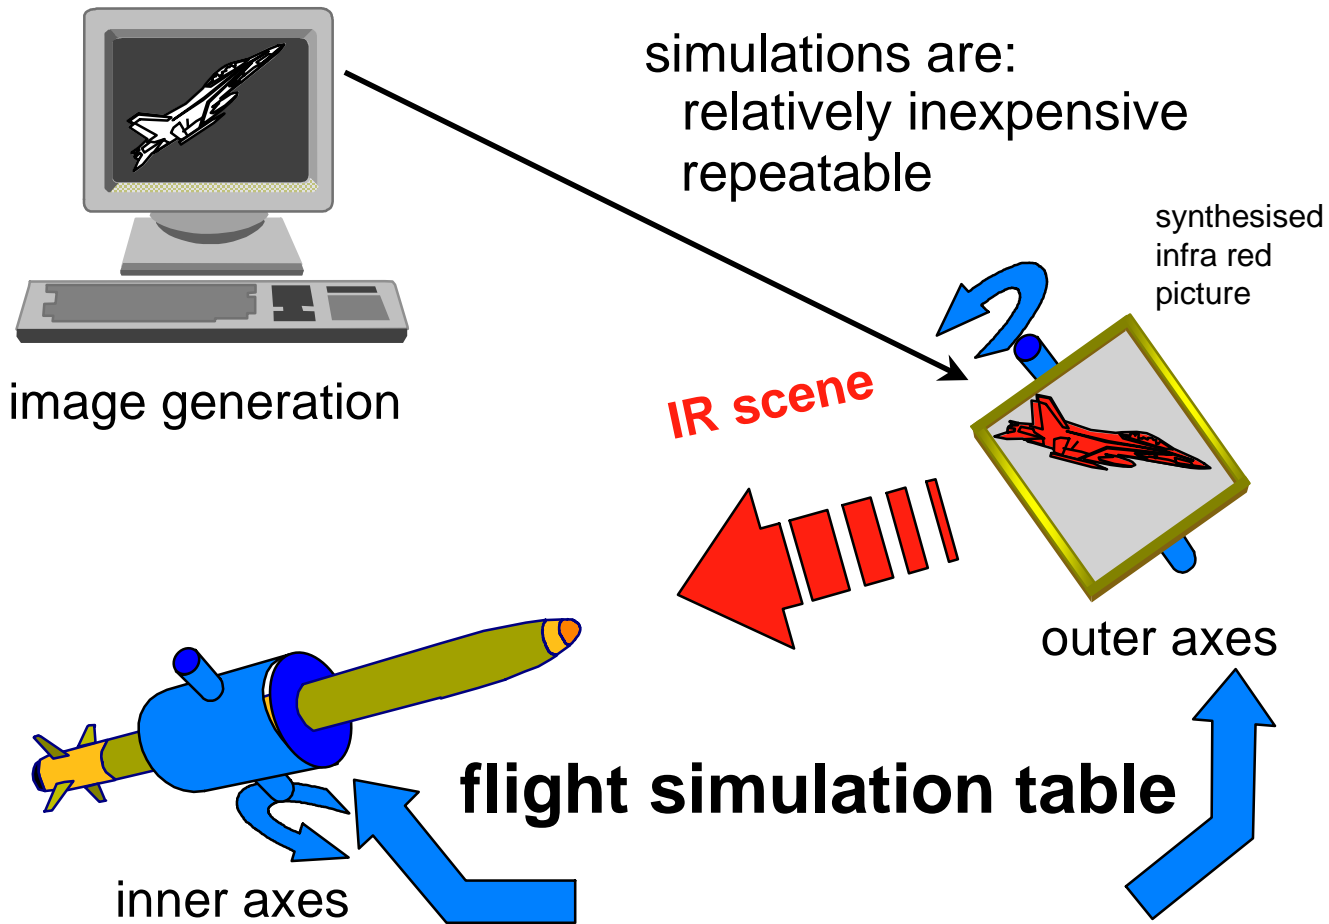 simulations are:
relatively inexpensive
repeatable
synthesised
infra red
picture
image generation
IR scene
outer axes
flight simulation table
inner axes